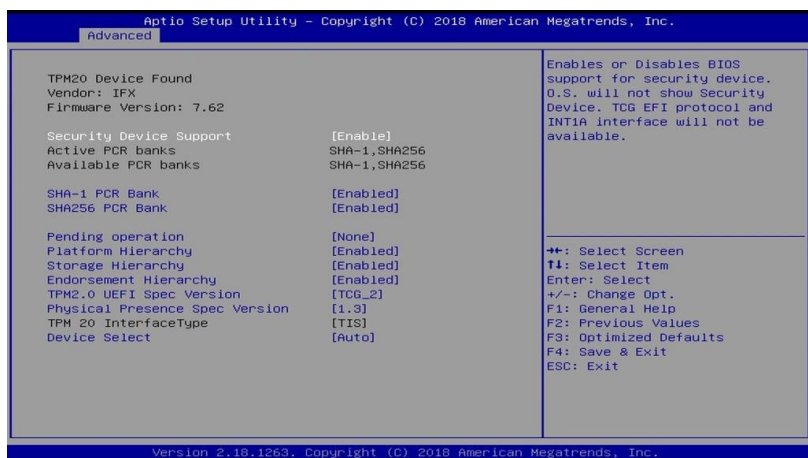 Aptio Setup Utility – Copyright (C) 2018 American Megatrends, Inc.
Advanced
TPM20 Device Found
Vendor: IFX
Firmware Version: 7.62
Security Device Support [Enable]
Active PCR banks SHA-1,SHA256
Available PCR banks SHA-1,SHA256
SHA-1 PCR Bank [Enabled]
SHA256 PCR Bank [Enabled]
Pending operation [None]
Platform Hierarchy [Enabled]
Storage Hierarchy [Enabled]
Endorsement Hierarchy [Enabled]
TPM2.0 UEFI Spec Version [TCG_2]
Physical Presence Spec Version [1.3]
TPM 20 InterfaceType [TIS]
Device Select [Auto]
Enables or Disables BIOS
support for security device.
O.S. will not show Security
Device. TCG EFI protocol and
INT1A interface will not be
available.
→←: Select Screen
↑↓: Select Item
Enter: Select
+/-: Change Opt.
F1: General Help
F2: Previous Values
F3: Optimized Defaults
F4: Save & Exit
ESC: Exit
Version 2.18.1263. Copyright (C) 2018 American Megatrends, Inc.